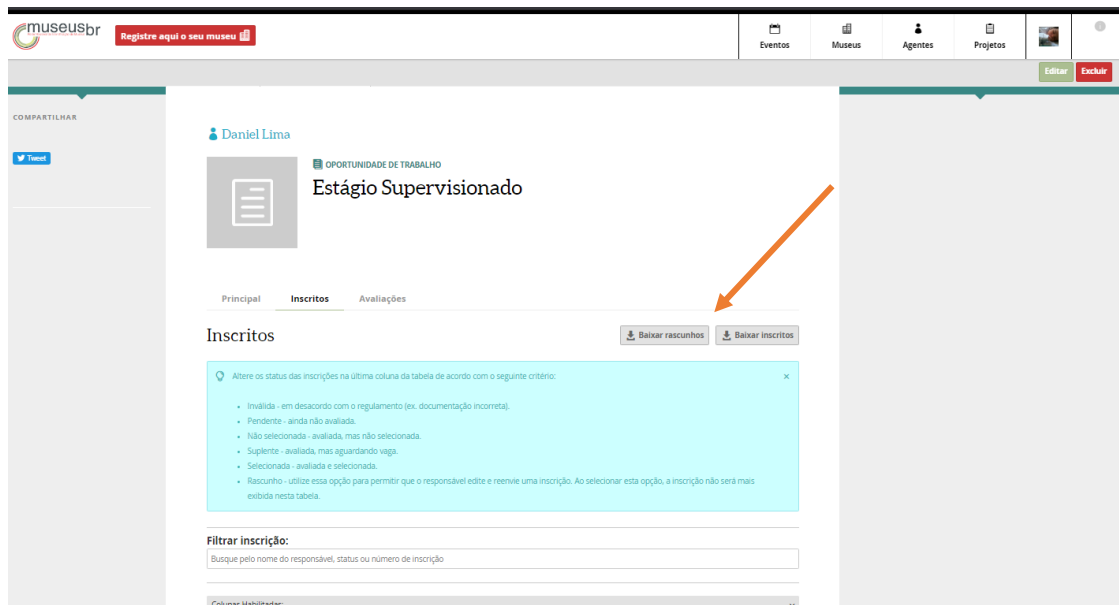 museusbr
Registre aqui o seu museu
Eventos
Museus
Agentes
Projetos
Editar
Excluir
COMPARTILHAR
Tweet
Daniel Lima
OPORTUNIDADE DE TRABALHO
Estágio Supervisionado
Principal
Inscritos
Avaliações
Inscritos
Baixar rascunhos
Baixar inscritos
Altere os status das inscrições na última coluna da tabela de acordo com o seguinte critério:
Inválida - em desacordo com o regulamento (ex. documentação incorreta).
Pendente - ainda não avaliada.
Não selecionada - avaliada, mas não selecionada.
Suplente - avaliada, mas aguardando vaga.
Selecionada - avaliada e selecionada.
Rascunho - utilize essa opção para permitir que o responsável edite e reenvie uma inscrição. Ao selecionar esta opção, a inscrição não será mais
exibida nesta tabela.
Filtrar inscrição:
Busque pelo nome do responsável, status ou número de inscrição
Colunas Habilitadas: